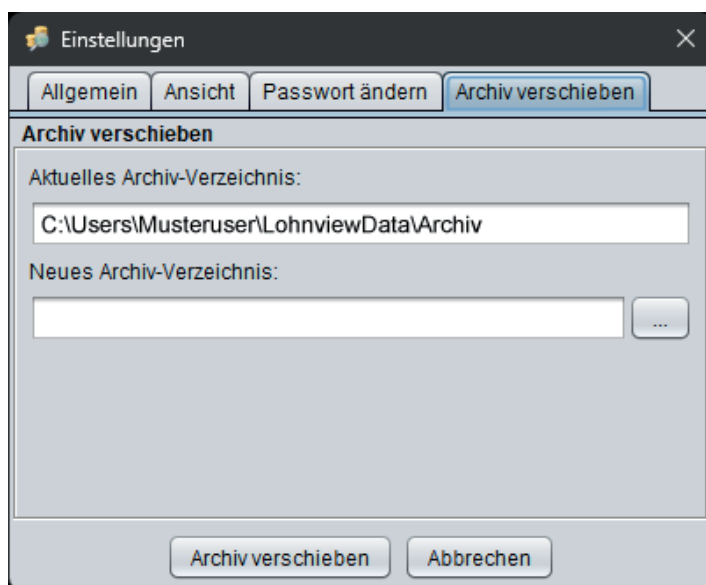 Einstellungen
Allgemein Ansicht Passwort ändern Archiv verschieben
Archiv verschieben
Aktuelles Archiv-Verzeichnis:
C:\Users\Musteruser\LohnviewData\Archiv
Neues Archiv-Verzeichnis:
...
Archiv verschieben Abbrechen